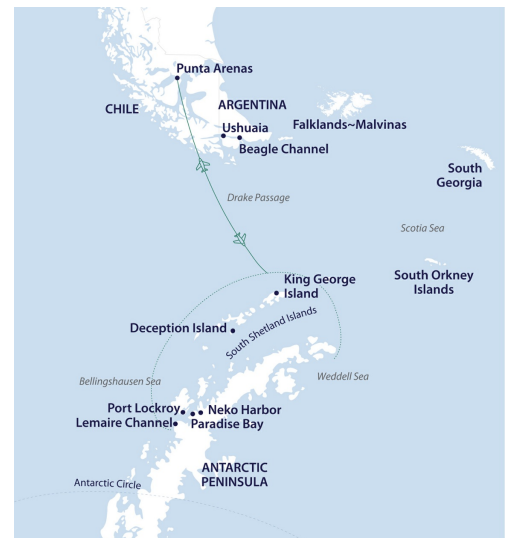 Punta Arenas
CHILE
ARGENTINA
Falklands~Malvinas
Ushuaia
Beagle Channel
South
Georgia
Drake Passage
Scotia Sea
King George
Island
South Orkney
Islands
Deception Island
South Shetland Islands
Bellingshausen Sea
Weddell Sea
Port Lockroy
Neko Harbor
Lemaire Channel
Paradise Bay
ANTARCTIC
PENINSULA
Antarctic Circle